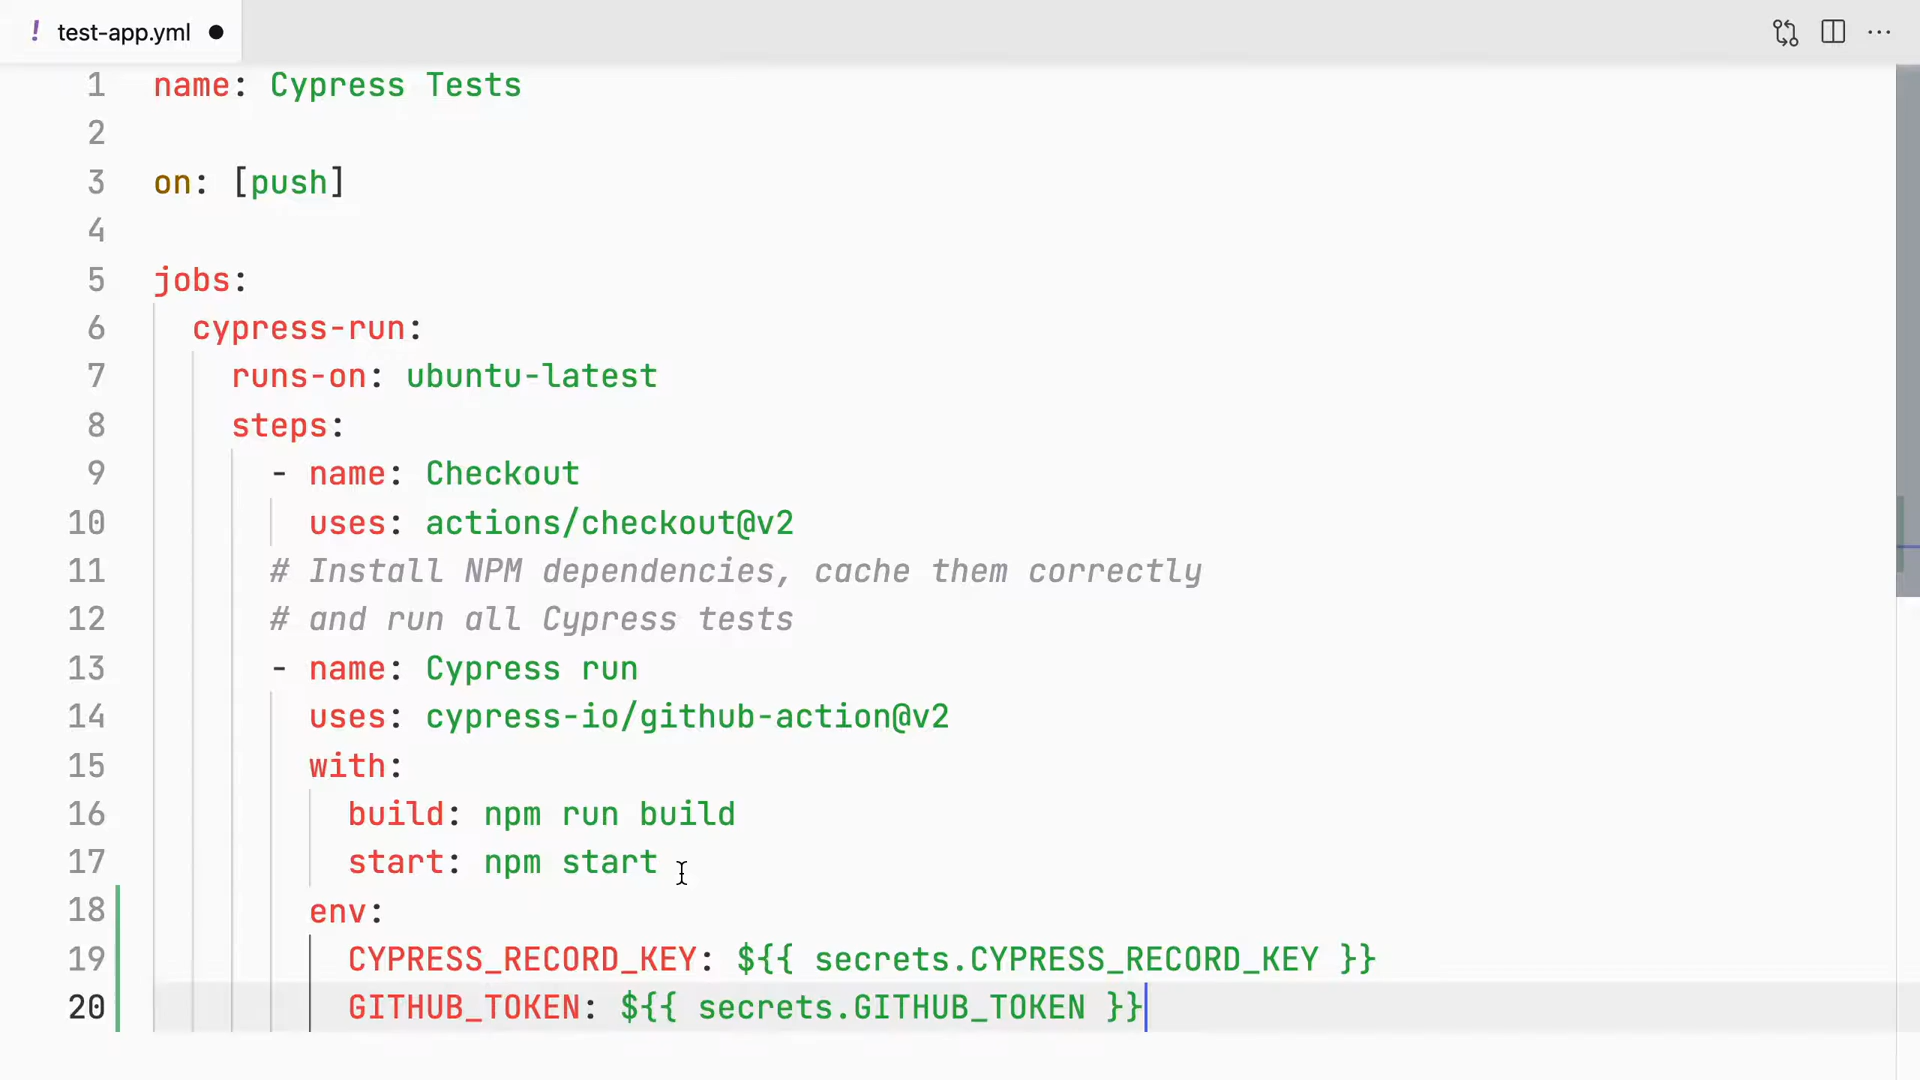 ! test-app.yml
1 name: Cypress Tests
2
3 on: [push]
4
5 jobs:
6   cypress-run:
7     runs-on: ubuntu-latest
8     steps:
9       - name: Checkout
10         uses: actions/checkout@v2
11       # Install NPM dependencies, cache them correctly
12       # and run all Cypress tests
13       - name: Cypress run
14         uses: cypress-io/github-action@v2
15         with:
16           build: npm run build
17           start: npm start
18         env:
19           CYPRESS_RECORD_KEY: ${{ secrets.CYPRESS_RECORD_KEY }}
20           GITHUB_TOKEN: ${{ secrets.GITHUB_TOKEN }}